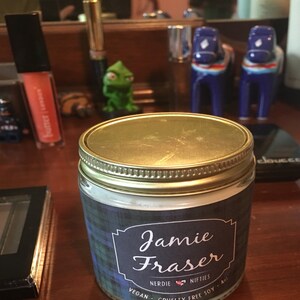 Jamie
Fraser
NERDIE NIFTIES
VEGAN - CRUELTY FREE SOY